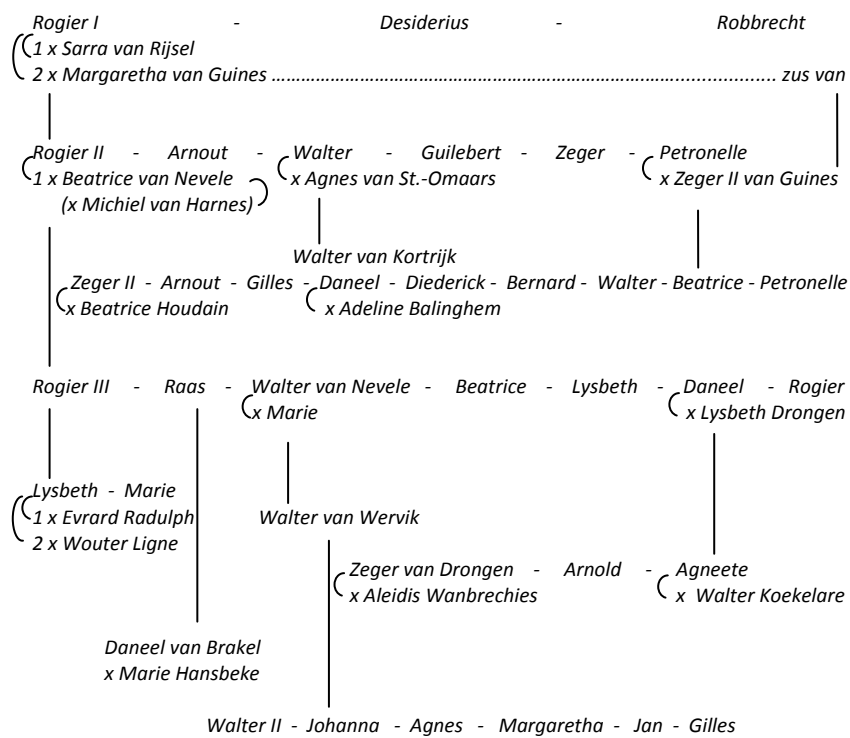 Rogier I - Desiderius - Robbrecht
1 x Sarra van Rijsel
2 x Margaretha van Guines ........................................................................................................ zus van
Rogier II - Arnout - Walter - Guilebert - Zeger - Petronelle
1 x Beatrice van Nevele x Agnes van St.-Omaars x Zeger II van Guines
(x Michiel van Harnes)
Walter van Kortrijk
Zeger II - Arnout - Gilles - Daneel - Diederick - Bernard - Walter - Beatrice - Petronelle
x Beatrice Houdain x Adeline Balinghem
Rogier III - Raas - Walter van Nevele - Beatrice - Lysbeth - Daneel - Rogier
x Marie x Lysbeth Drongen
Lysbeth - Marie
1 x Evrard Radulph Walter van Wervik
2 x Wouter Ligne
Zeger van Drongen - Arnold - Agneete
x Aleidis Wanbrechies x Walter Koekelare
Daneel van Brakel
x Marie Hansbeke
Walter II - Johanna - Agnes - Margaretha - Jan - Gilles